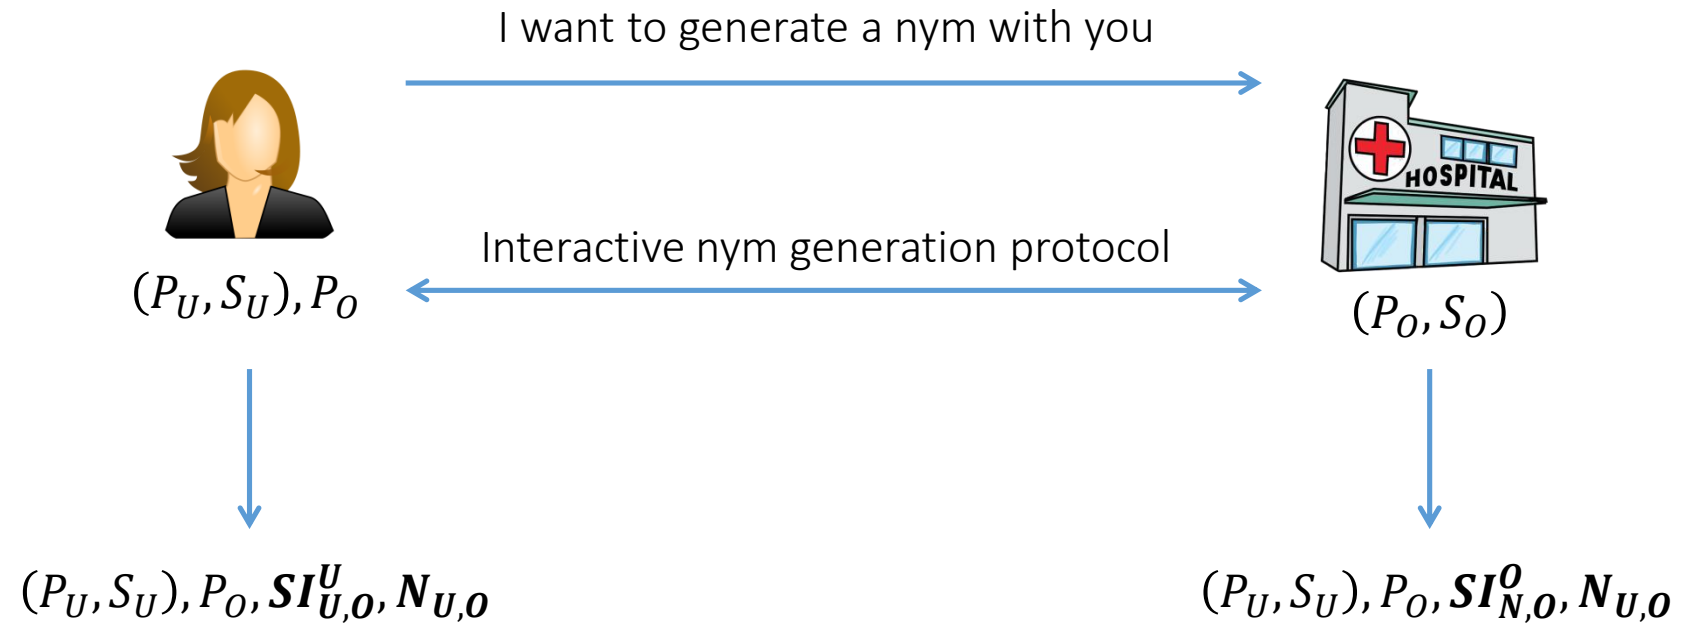 I want to generate a nym with you
HOSPITAL
Interactive nym generation protocol
(P_U, S_U), P_O
(P_O, S_O)
(P_U, S_U), P_O, SI^U_{U,O}, N_{U,O}
(P_U, S_U), P_O, SI^O_{N,O}, N_{U,O}